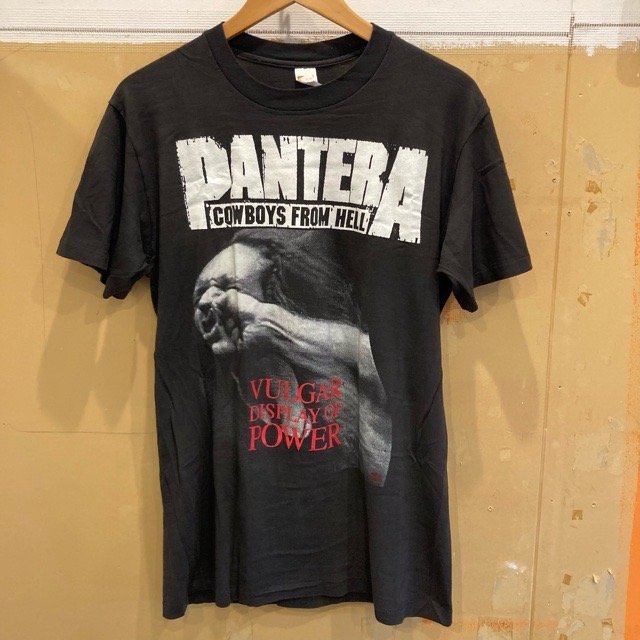 PANTERA
COWBOYS FROM HELL
VULGAR
DISPLAY OF
POWER